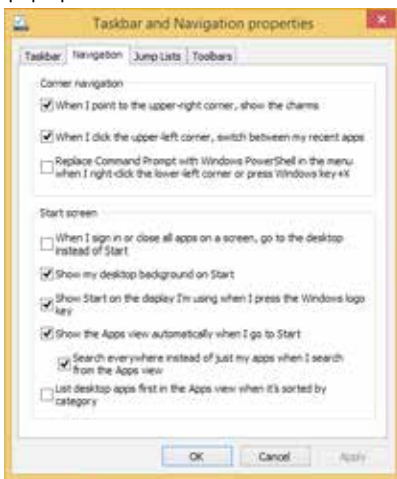 Taskbar and Navigation properties
Taskbar Navigation Jump Lists Toolbars
Corner navigation
When I point to the upper-right corner, show the charms
When I click the upper-left corner, switch between my recent apps
Replace Command Prompt with Windows PowerShell in the menu
when I right-click the lower-left corner or press Windows key+X
Start screen
When I sign in or close all apps on a screen, go to the desktop
instead of Start
Show my desktop background on Start
Show Start on the display I'm using when I press the Windows logo
key
Show the Apps view automatically when I go to Start
Search everywhere instead of just my apps when I search
from the Apps view
List desktop apps first in the Apps view when it's sorted by
category
OK Cancel Apply